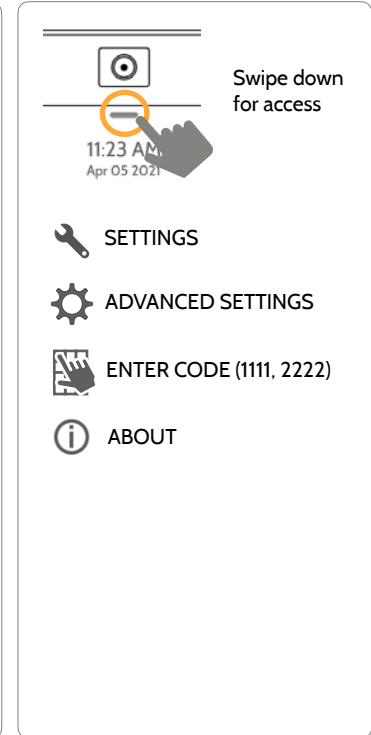 Swipe down
for access
11:23 AM
Apr 05 2021
SETTINGS
ADVANCED SETTINGS
ENTER CODE (1111, 2222)
ABOUT